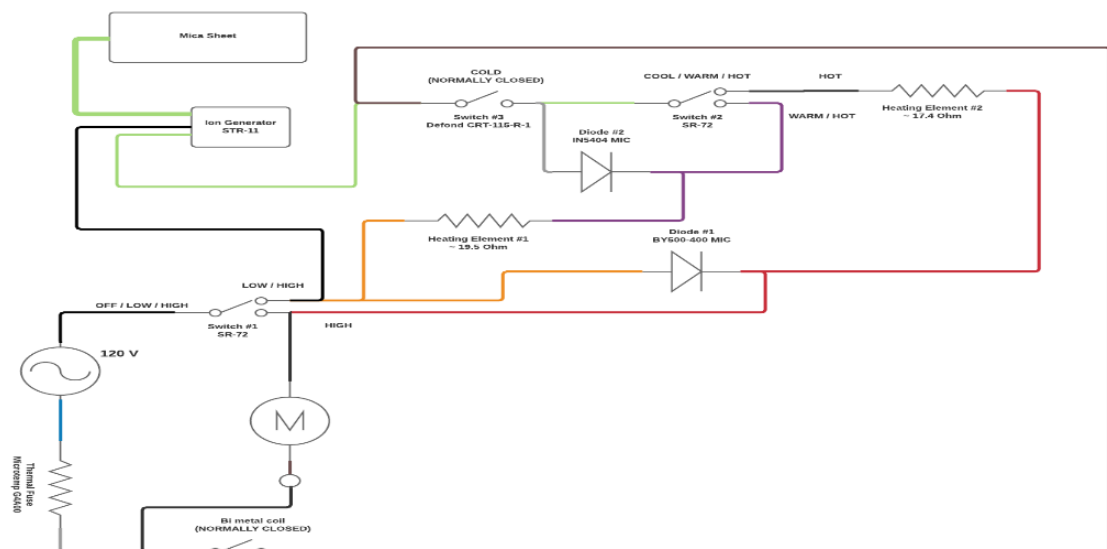 Mica Sheet
Ion Generator
STR-11
COLD
(NORMALLY CLOSED)
Switch #3
Defond CRT-115-R-1
COOL / WARM / HOT
Switch #2
SR-72
HOT
WARM / HOT
Heating Element #2
~ 17.4 Ohm
Diode #2
IN5404 MIC
Heating Element #1
~ 19.5 Ohm
Diode #1
BY500-400 MIC
LOW / HIGH
OFF / LOW / HIGH
Switch #1
SR-72
HIGH
120 V
M
Thermal Fuse
Microtemp G4A00
Bi metal coil
(NORMALLY CLOSED)